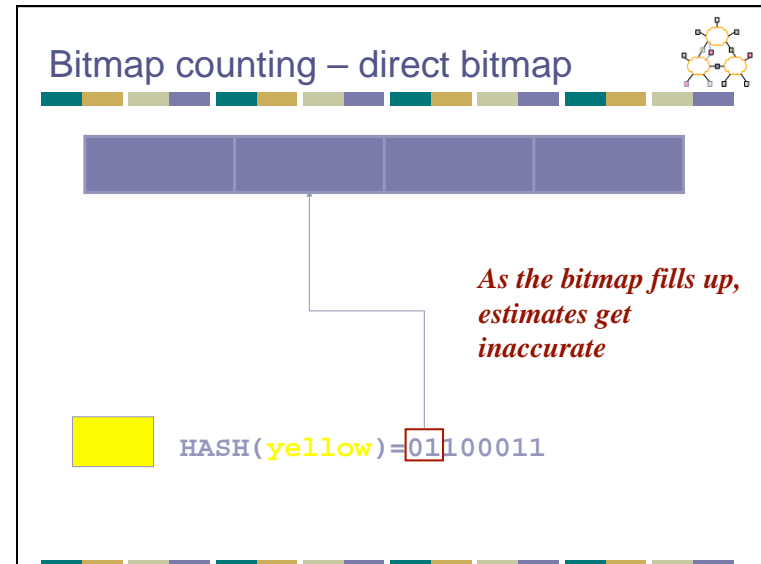 Bitmap counting – direct bitmap
As the bitmap fills up,
estimates get
inaccurate
HASH(yellow)=01100011